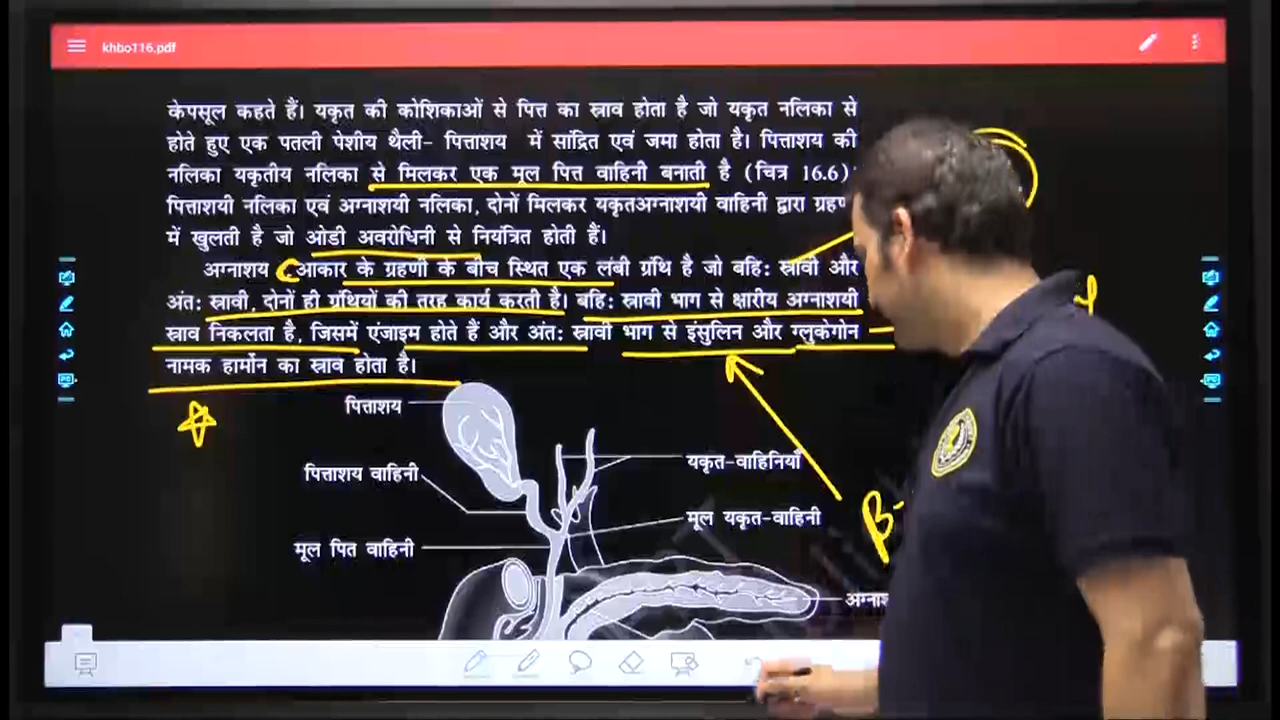 khbo116.pdf
केपसूल कहते हैं। यकृत की कोशिकाओं से पित्त का स्राव होता है जो यकृत नलिका से
होते हुए एक पतली पेशीय थैली- पित्ताशय में सांद्रित एवं जमा होता है। पित्ताशय की
नलिका यकृतीय नलिका से मिलकर एक मूल पित्त वाहिनी बनाती है (चित्र 16.6)
पित्ताशयी नलिका एवं अग्नाशयी नलिका, दोनों मिलकर यकृतअग्नाशयी वाहिनी द्वारा
में खुलती है जो ओडी अवरोधिनी से नियंत्रित होती हैं।
अग्नाशय C आकार के ग्रहणी के बीच स्थित एक लंबी ग्रंथि है जो बहि: स्रावी और
अंत: स्रावी, दोनों ही ग्रंथियों की तरह कार्य करती है। बहि: स्रावी भाग से क्षारीय अग्नाशयी
स्राव निकलता है, जिसमें एंजाइम होते हैं और अंत: स्रावी भाग से इंसुलिन और ग्लुकेगोन
नामक हार्मोन का स्राव होता है।
पित्ताशय
यकृत-वाहिनियाँ
पित्ताशय वाहिनी
मूल यकृत-वाहिनी
β-
मूल पित वाहिनी